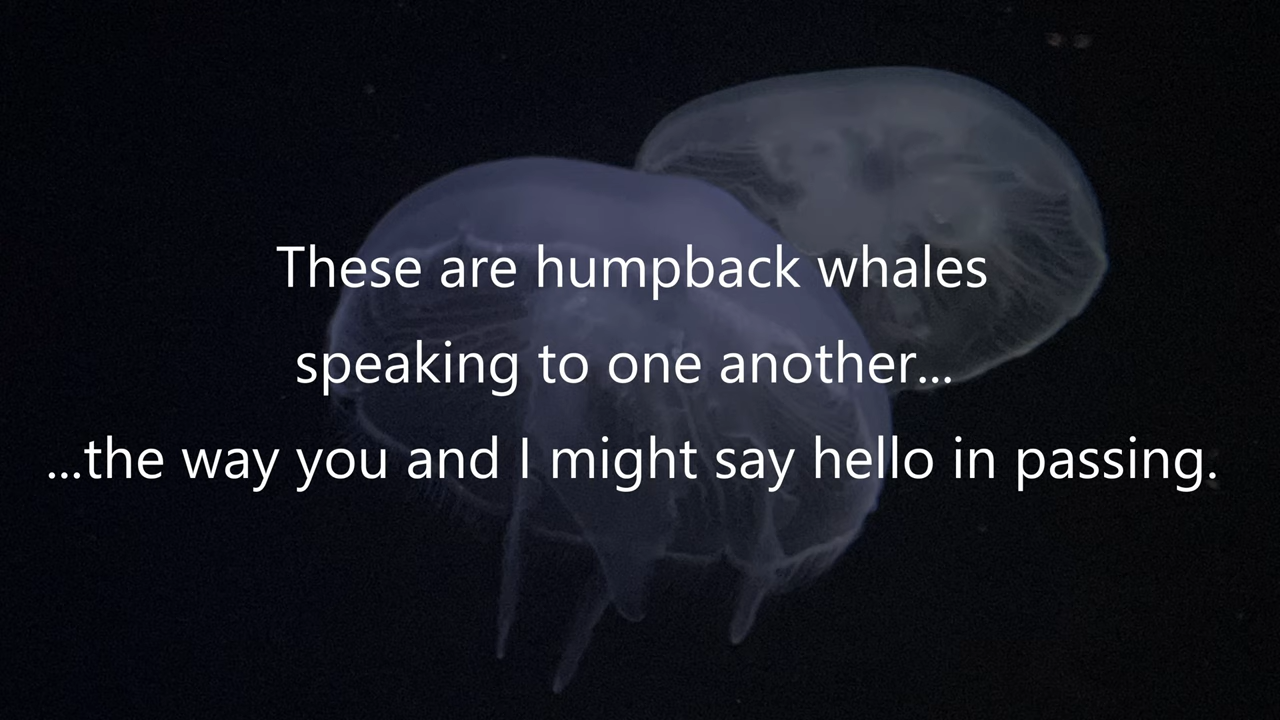 These are humpback whales
speaking to one another...
...the way you and I might say hello in passing.